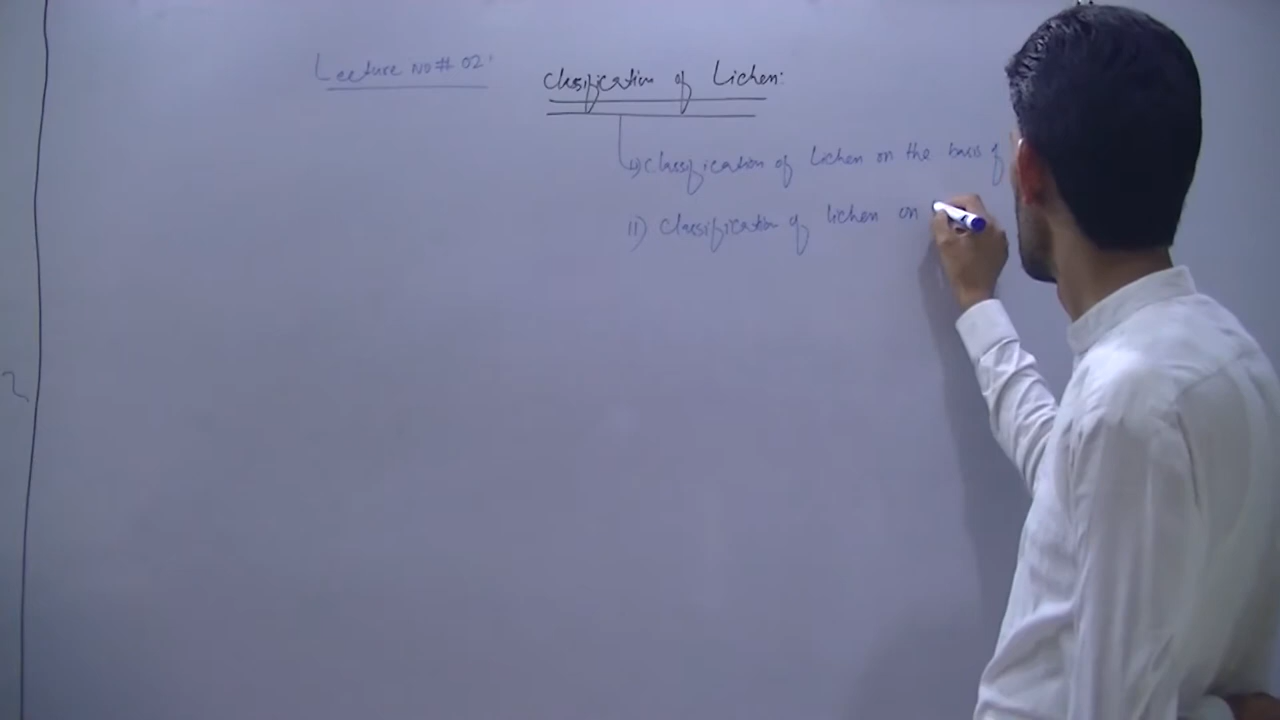 Lecture No # 02:
Classification of Lichen:
i) Classification of Lichen on the basis of
ii) Classification of lichen on